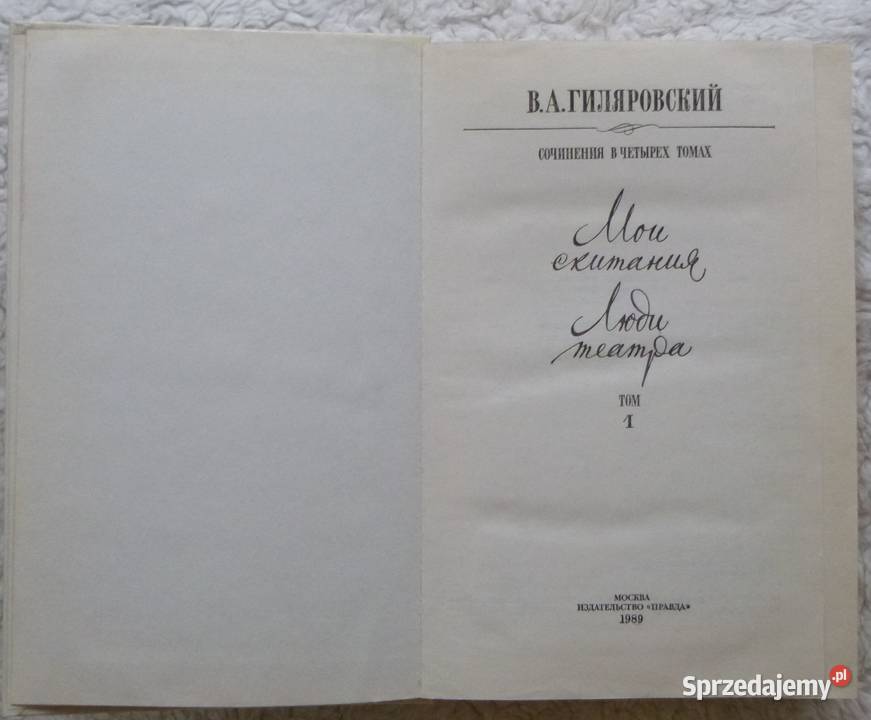 В.А.ГИЛЯРОВСКИЙ
СОЧИНЕНИЯ В ЧЕТЫРЕХ ТОМАХ
Мои
скитания
Люди
театра
ТОМ
1
МОСКВА
ИЗДАТЕЛЬСТВО «ПРАВДА»
1989
Sprzedajemy.pl